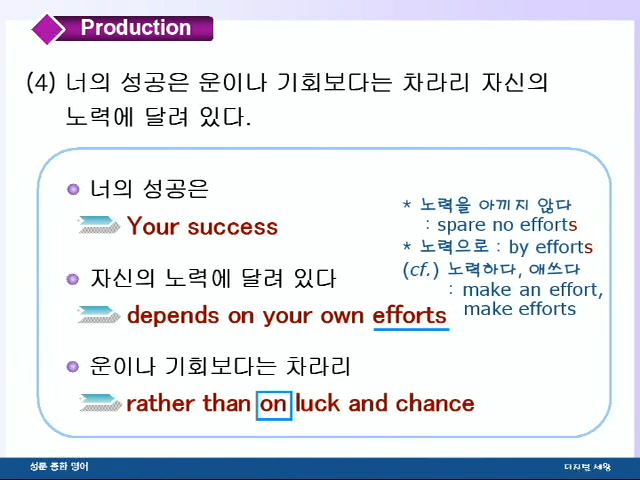 Production
(4) 너의 성공은 운이나 기회보다는 차라리 자신의
노력에 달려 있다.
너의 성공은
Your success
* 노력을 아끼지 않다
: spare no efforts
* 노력으로 : by efforts
(cf.) 노력하다, 애쓰다
: make an effort,
make efforts
자신의 노력에 달려 있다
depends on your own efforts
운이나 기회보다는 차라리
rather than on luck and chance
성문 종합 영어
디지털 세왕